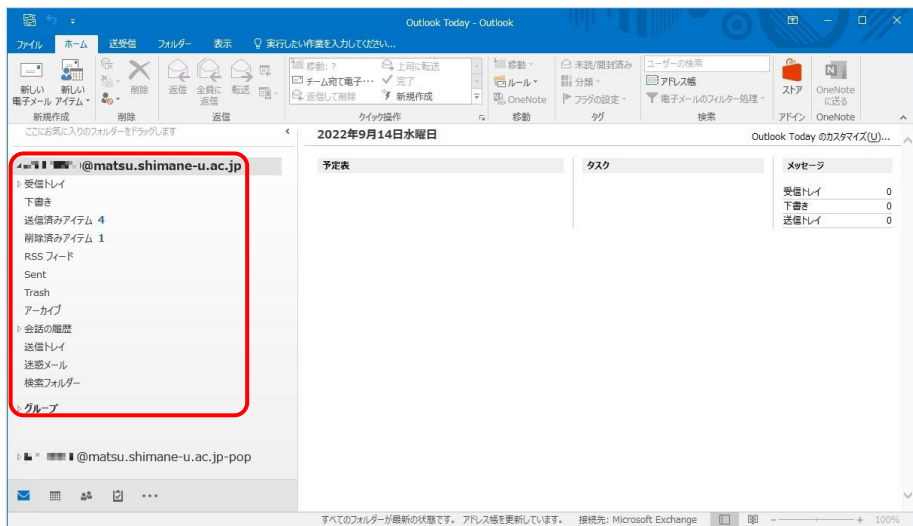 Outlook Today - Outlook
ファイル ホーム 送受信 フォルダー 表示 実行したい作業を入力してください...
新しい
電子メール
新しい
アイテム
削除
返信
全員に
返信
転送
移動: ?
上司に転送
チーム宛て電子…
完了
返信して削除
新規作成
移動
ルール
OneNote
未読/開封済み
分類
フラグの設定
ユーザーの検索
アドレス帳
電子メールのフィルター処理
ストア
OneNote
に送る
新規作成 削除 返信 クイック操作 移動 タグ 検索 アドイン OneNote
ここにお気に入りのフォルダーをドラッグします
@matsu.shimane-u.ac.jp
受信トレイ
下書き
送信済みアイテム 4
削除済みアイテム 1
RSS フィード
Sent
Trash
アーカイブ
会話の履歴
送信トレイ
迷惑メール
検索フォルダー
グループ
@matsu.shimane-u.ac.jp-pop
2022年9月14日水曜日
Outlook Today のカスタマイズ(U)...
予定表
タスク
メッセージ
受信トレイ 0
下書き 0
送信トレイ 0
すべてのフォルダーが最新の状態です。 アドレス帳を更新しています。 接続先: Microsoft Exchange 100%